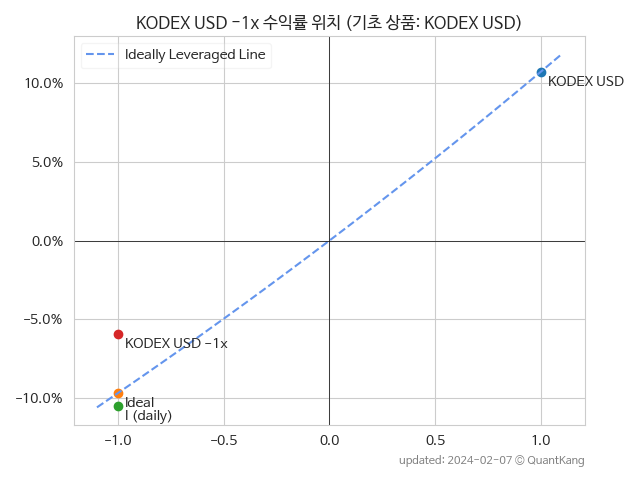 KODEX USD -1x 수익률 위치 (기초 상품: KODEX USD)
Ideally Leveraged Line
10.0%
KODEX USD
5.0%
0.0%
-5.0%
KODEX USD -1x
-10.0%
Ideal
I (daily)
-1.0 -0.5 0.0 0.5 1.0
updated: 2024-02-07 © QuantKang